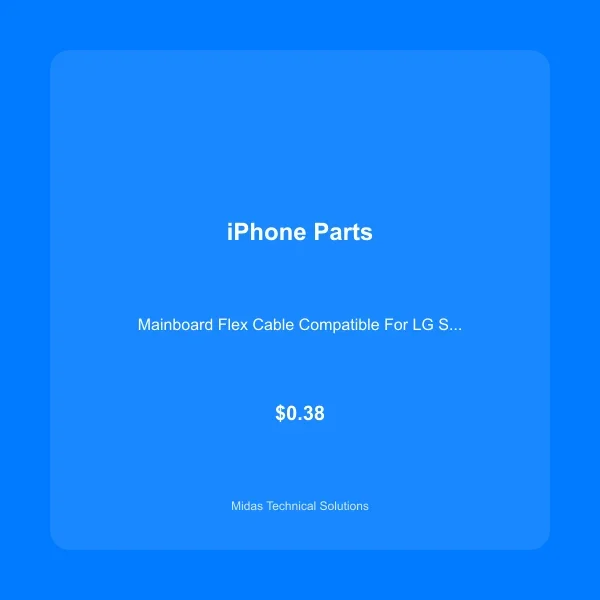 iPhone Parts
Mainboard Flex Cable Compatible For LG S...
$0.38
Midas Technical Solutions